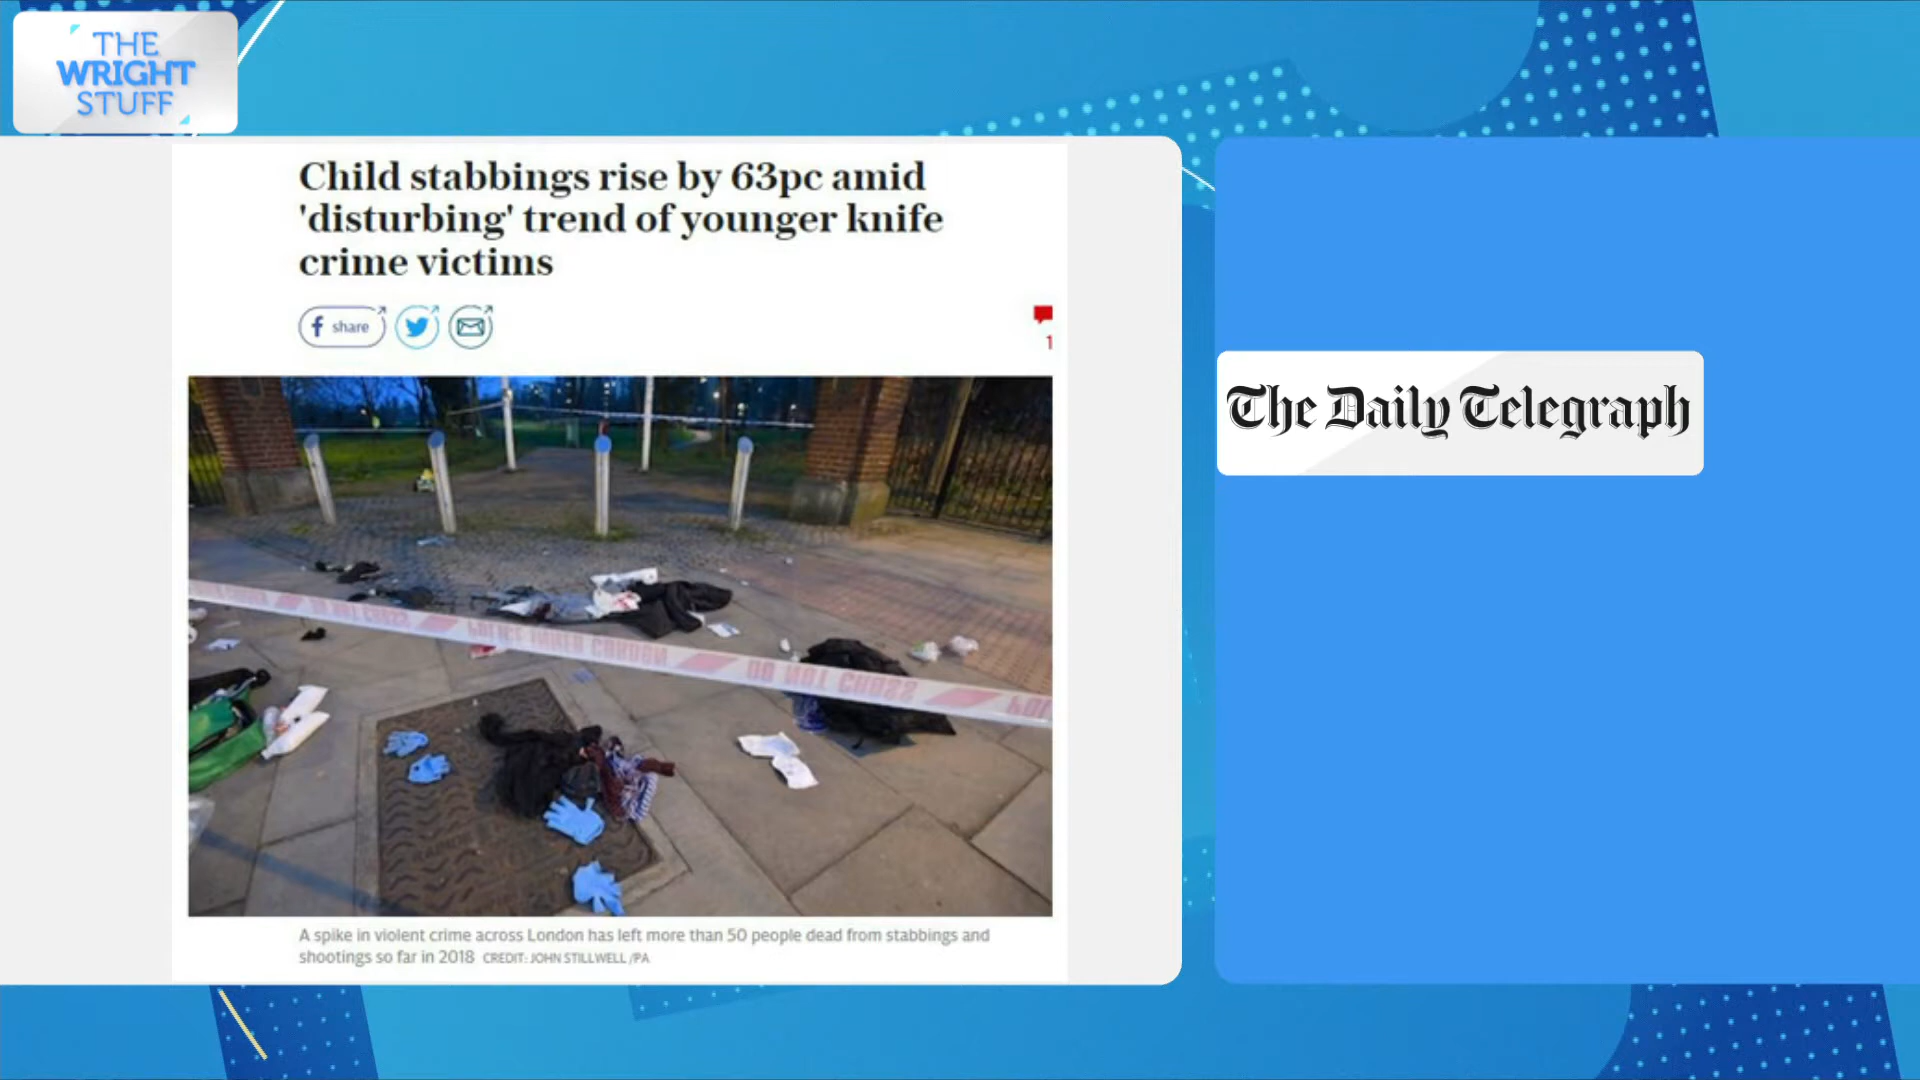 THE
WRIGHT
STUFF
Child stabbings rise by 63pc amid
'disturbing' trend of younger knife
crime victims
share
1
The Daily Telegraph
DO NOT CROSS
A spike in violent crime across London has left more than 50 people dead from stabbings and
shootings so far in 2018 CREDIT: JOHN STILLWELL /PA